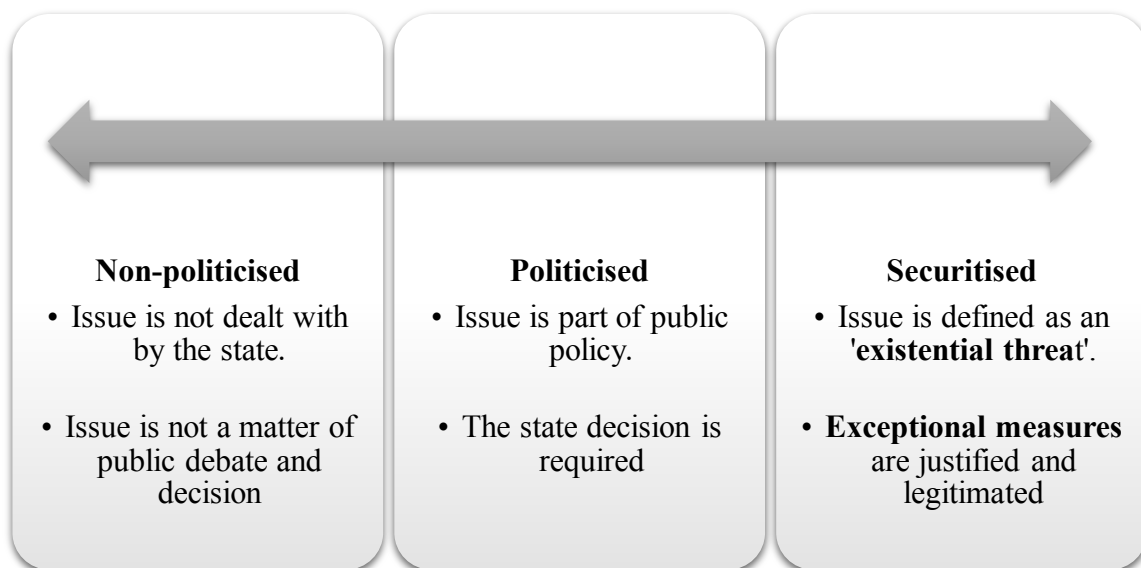 Non-politicised
• Issue is not dealt with
by the state.
• Issue is not a matter of
public debate and
decision
Politicised
• Issue is part of public
policy.
• The state decision is
required
Securitised
• Issue is defined as an
'existential threat'.
• Exceptional measures
are justified and
legitimated